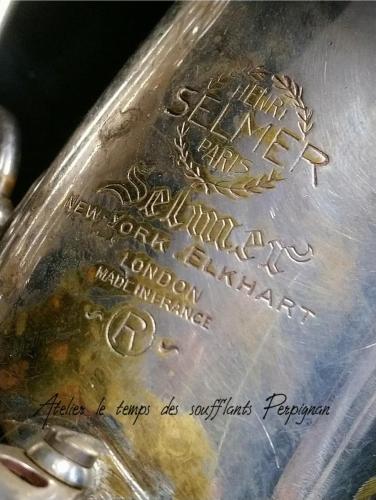 HENRI
SELMER
PARIS
Selmer
NEW-YORK ELKHART
LONDON
MADE IN FRANCE
~ R ~
Atelier le temps des soufflants Perpignan